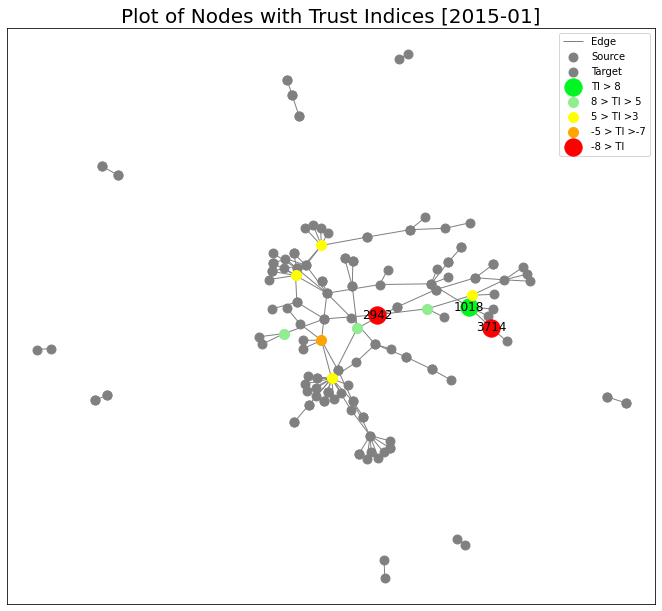 Plot of Nodes with Trust Indices [2015-01]
Edge
Source
Target
TI > 8
8 > TI > 5
5 > TI >3
-5 > TI >-7
-8 > TI
1018
2942
3714